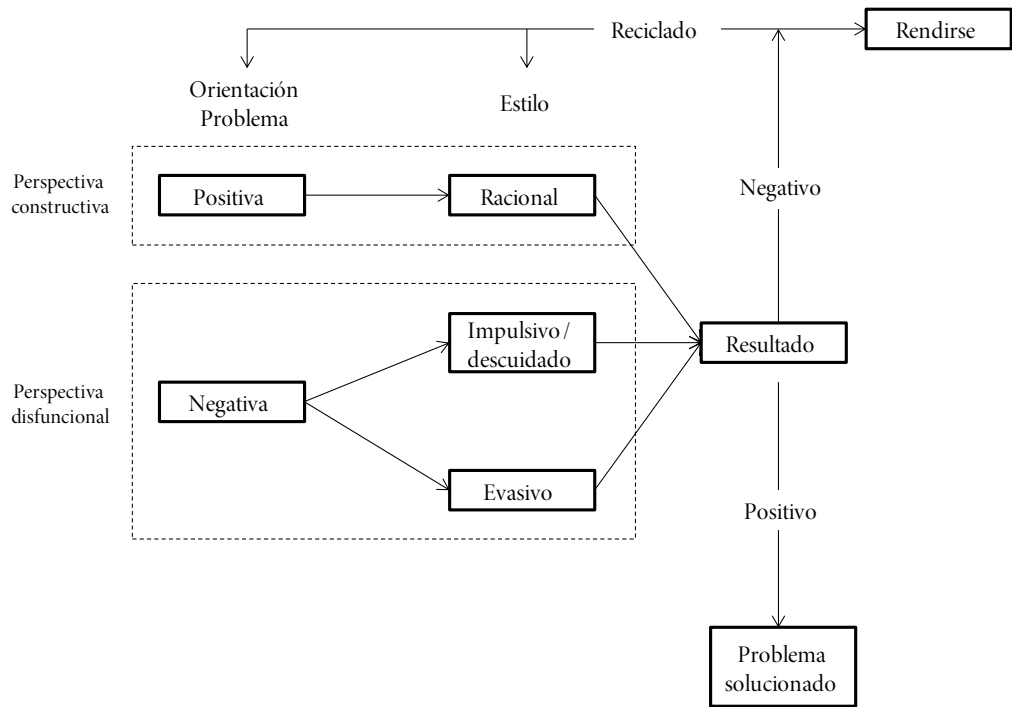 Reciclado
Rendirse
Orientación
Problema
Estilo
Perspectiva
constructiva
Positiva
Racional
Negativo
Impulsivo/
descuidado
Resultado
Perspectiva
disfuncional
Negativa
Evasivo
Positivo
Problema
solucionado